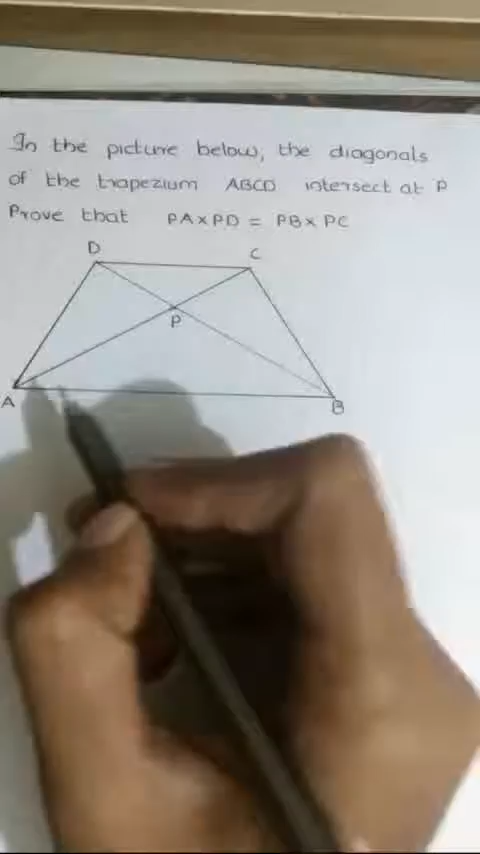 In the picture below, the diagonals
of the trapezium ABCD intersect at P
Prove that PA×PD = PB×PC
D
C
P
A
B